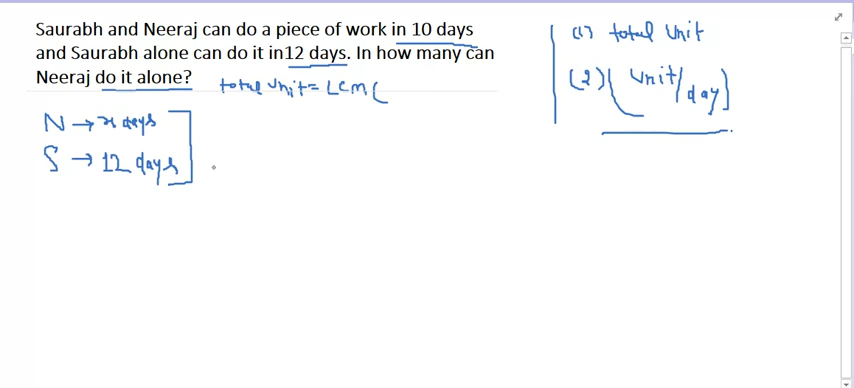 Saurabh and Neeraj can do a piece of work in 10 days
and Saurabh alone can do it in12 days. In how many can
Neeraj do it alone?
total unit = LCM (
N → x days
S → 12 days
(1) total unit
(2) ( unit/day]